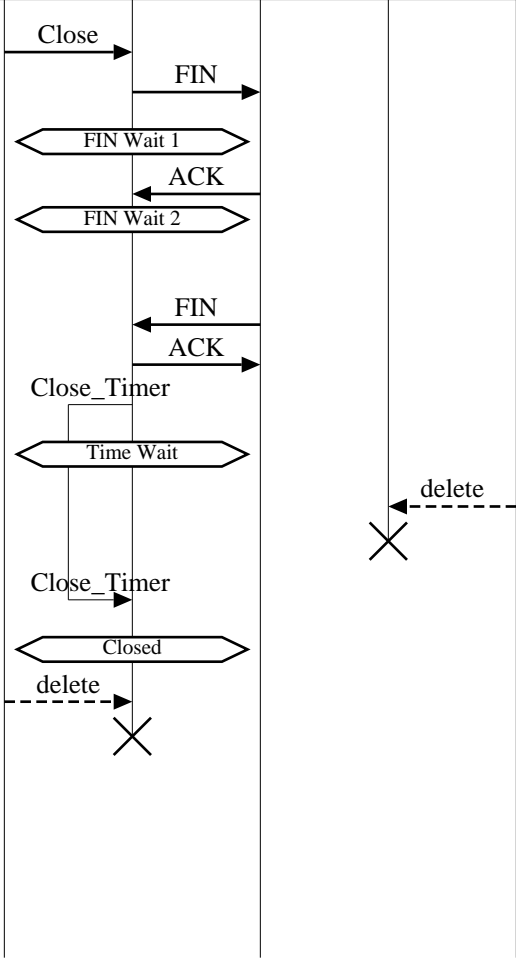 Close
FIN
FIN Wait 1
ACK
FIN Wait 2
FIN
ACK
Close_Timer
Time Wait
delete
Close_Timer
Closed
delete